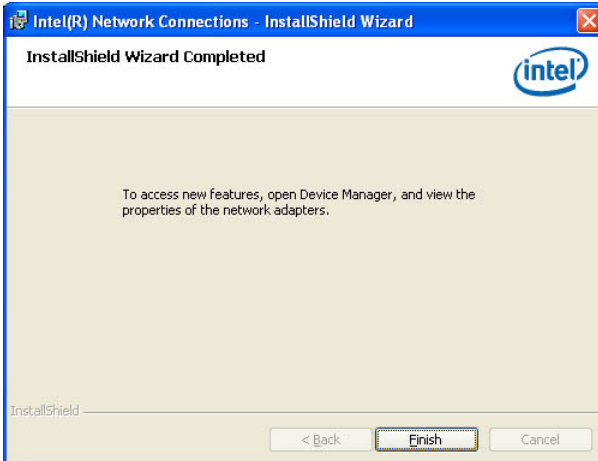 Intel(R) Network Connections - InstallShield Wizard
InstallShield Wizard Completed
intel
To access new features, open Device Manager, and view the
properties of the network adapters.
InstallShield
< Back
Finish
Cancel